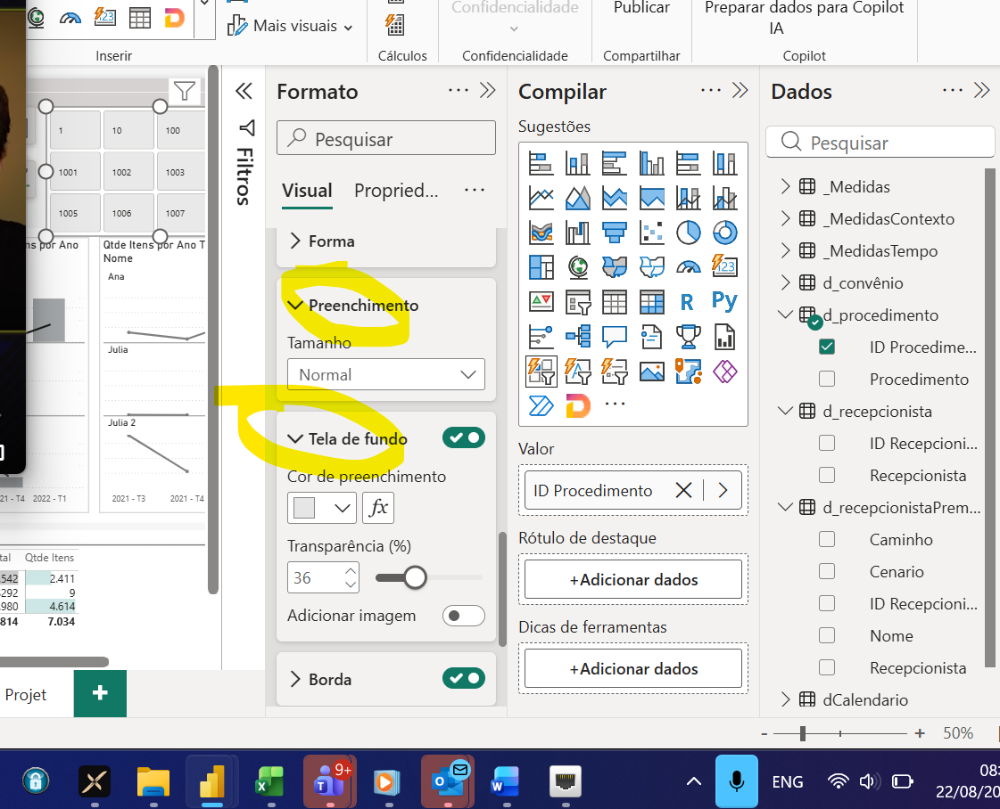 Mais visuais
Inserir
Cálculos
Confidencialidade
Confidencialidade
Publicar
Compartilhar
Preparar dados para Copilot
IA
Copilot
1
10
100
1001
1002
1003
1005
1006
1007
ns por Ano
Qtde Itens por Ano T
Nome
Ana
Julia
Julia 2
21 - T4
2022 - T1
2021 - T3
2021 - T4
tal
Qtde Itens
.542
2.411
292
9
.980
4.614
814
7.034
Projet
Filtros
Formato
Pesquisar
Visual
Propried...
Forma
Preenchimento
Tamanho
Normal
Tela de fundo
Cor de preenchimento
fx
Transparência (%)
36
Adicionar imagem
Borda
Compilar
Sugestões
123
R
Py
Valor
ID Procedimento
Rótulo de destaque
+Adicionar dados
Dicas de ferramentas
+Adicionar dados
Dados
Pesquisar
_Medidas
_MedidasContexto
_MedidasTempo
d_convênio
d_procedimento
ID Procedime...
Procedimento
d_recepcionista
ID Recepcioni...
Recepcionista
d_recepcionistaPrem...
Caminho
Cenario
ID Recepcioni...
Nome
Recepcionista
dCalendario
- + 50%
9+
ENG
08:
22/08/20